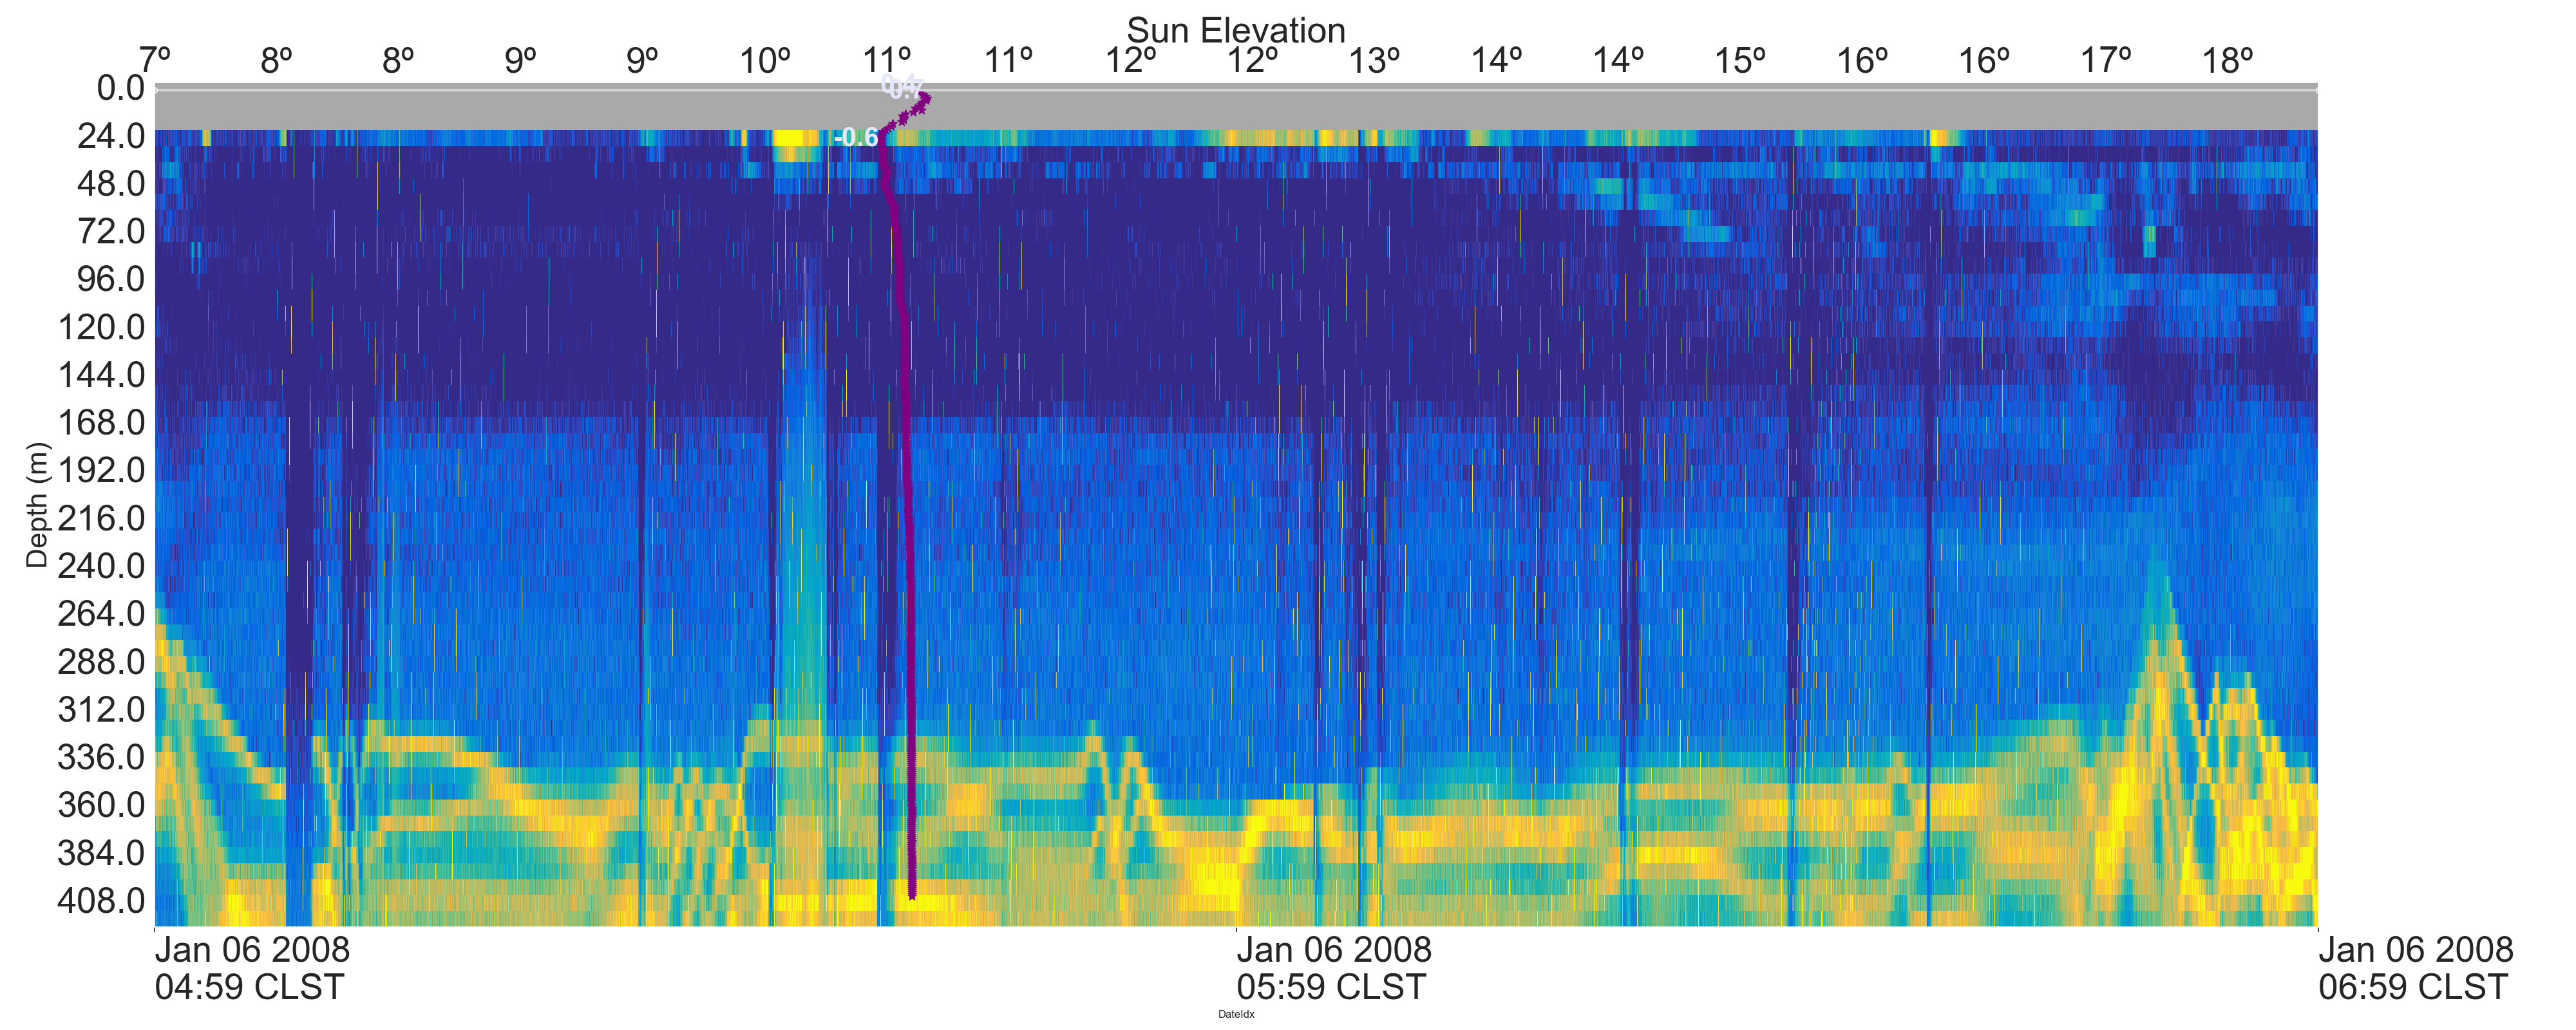 Sun Elevation
7º 8º 8º 9º 9º 10º 11º 11º 12º 12º 13º 14º 14º 15º 16º 16º 17º 18º
0.0
24.0
-0.6
48.0
72.0
96.0
120.0
144.0
168.0
192.0
216.0
240.0
264.0
288.0
312.0
336.0
360.0
384.0
408.0
Depth (m)
Jan 06 2008
04:59 CLST
Jan 06 2008
05:59 CLST
Jan 06 2008
06:59 CLST
DateIdx